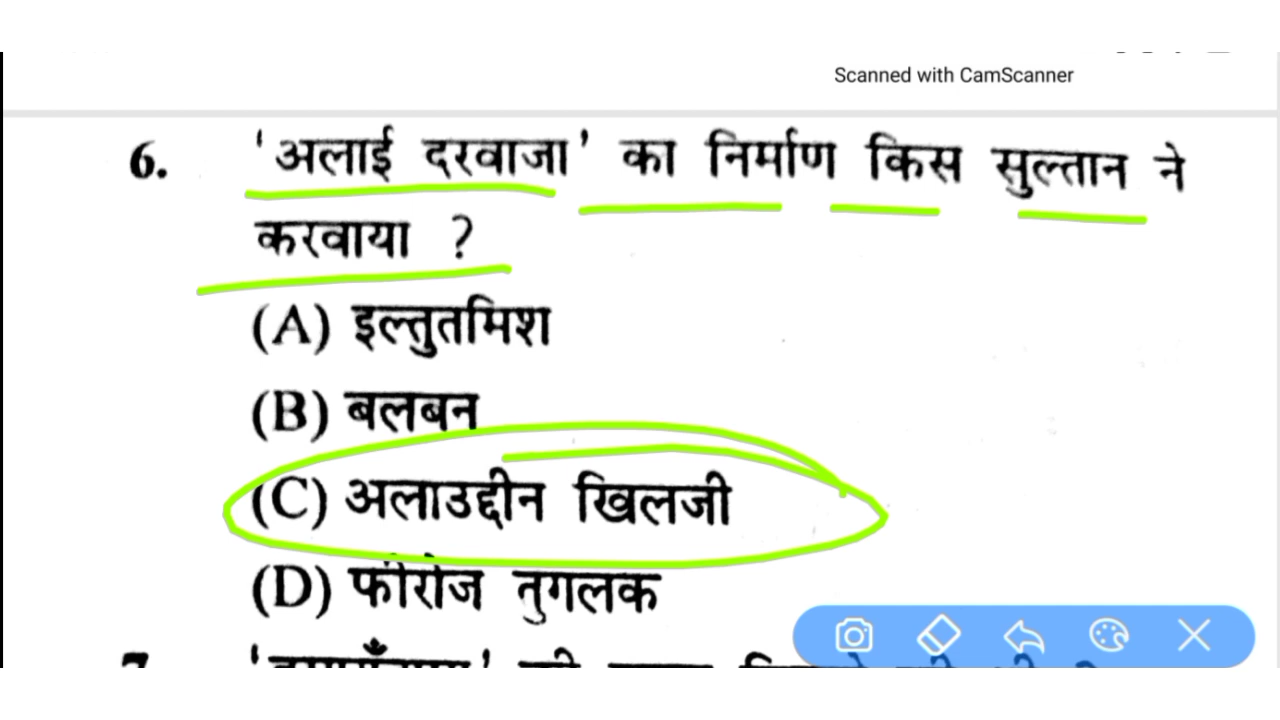 Scanned with CamScanner
6. 'अलाई दरवाजा' का निर्माण किस सुल्तान ने
करवाया ?
(A) इल्तुतमिश
(B) बलबन
(C) अलाउद्दीन खिलजी
(D) फीरोज तुगलक